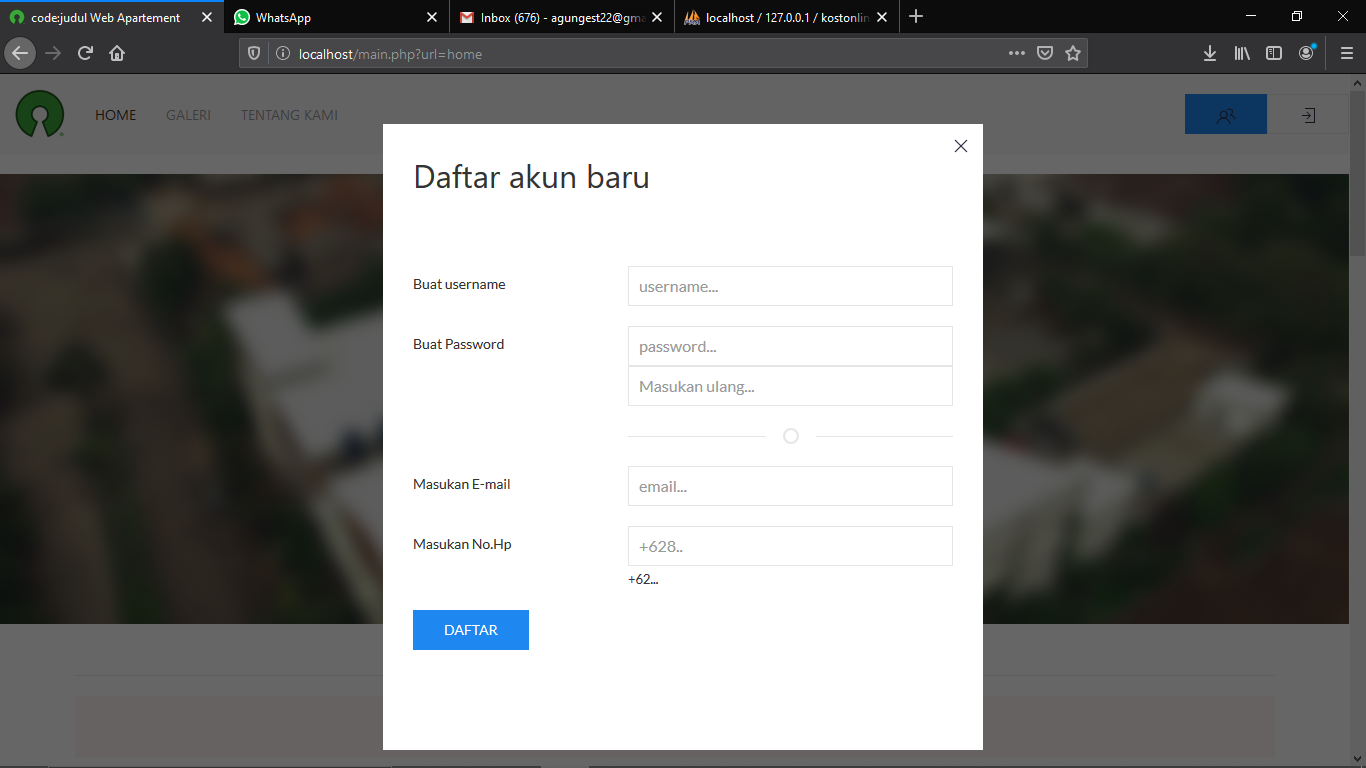 code:judul Web Apartement
WhatsApp
Inbox (676) - agungest22@gma
localhost / 127.0.0.1 / kostonlin
localhost/main.php?url=home
HOME
GALERI
TENTANG KAMI
Daftar akun baru
Buat username
username...
Buat Password
password...
Masukan ulang...
Masukan E-mail
email...
Masukan No.Hp
+628..
+62...
DAFTAR